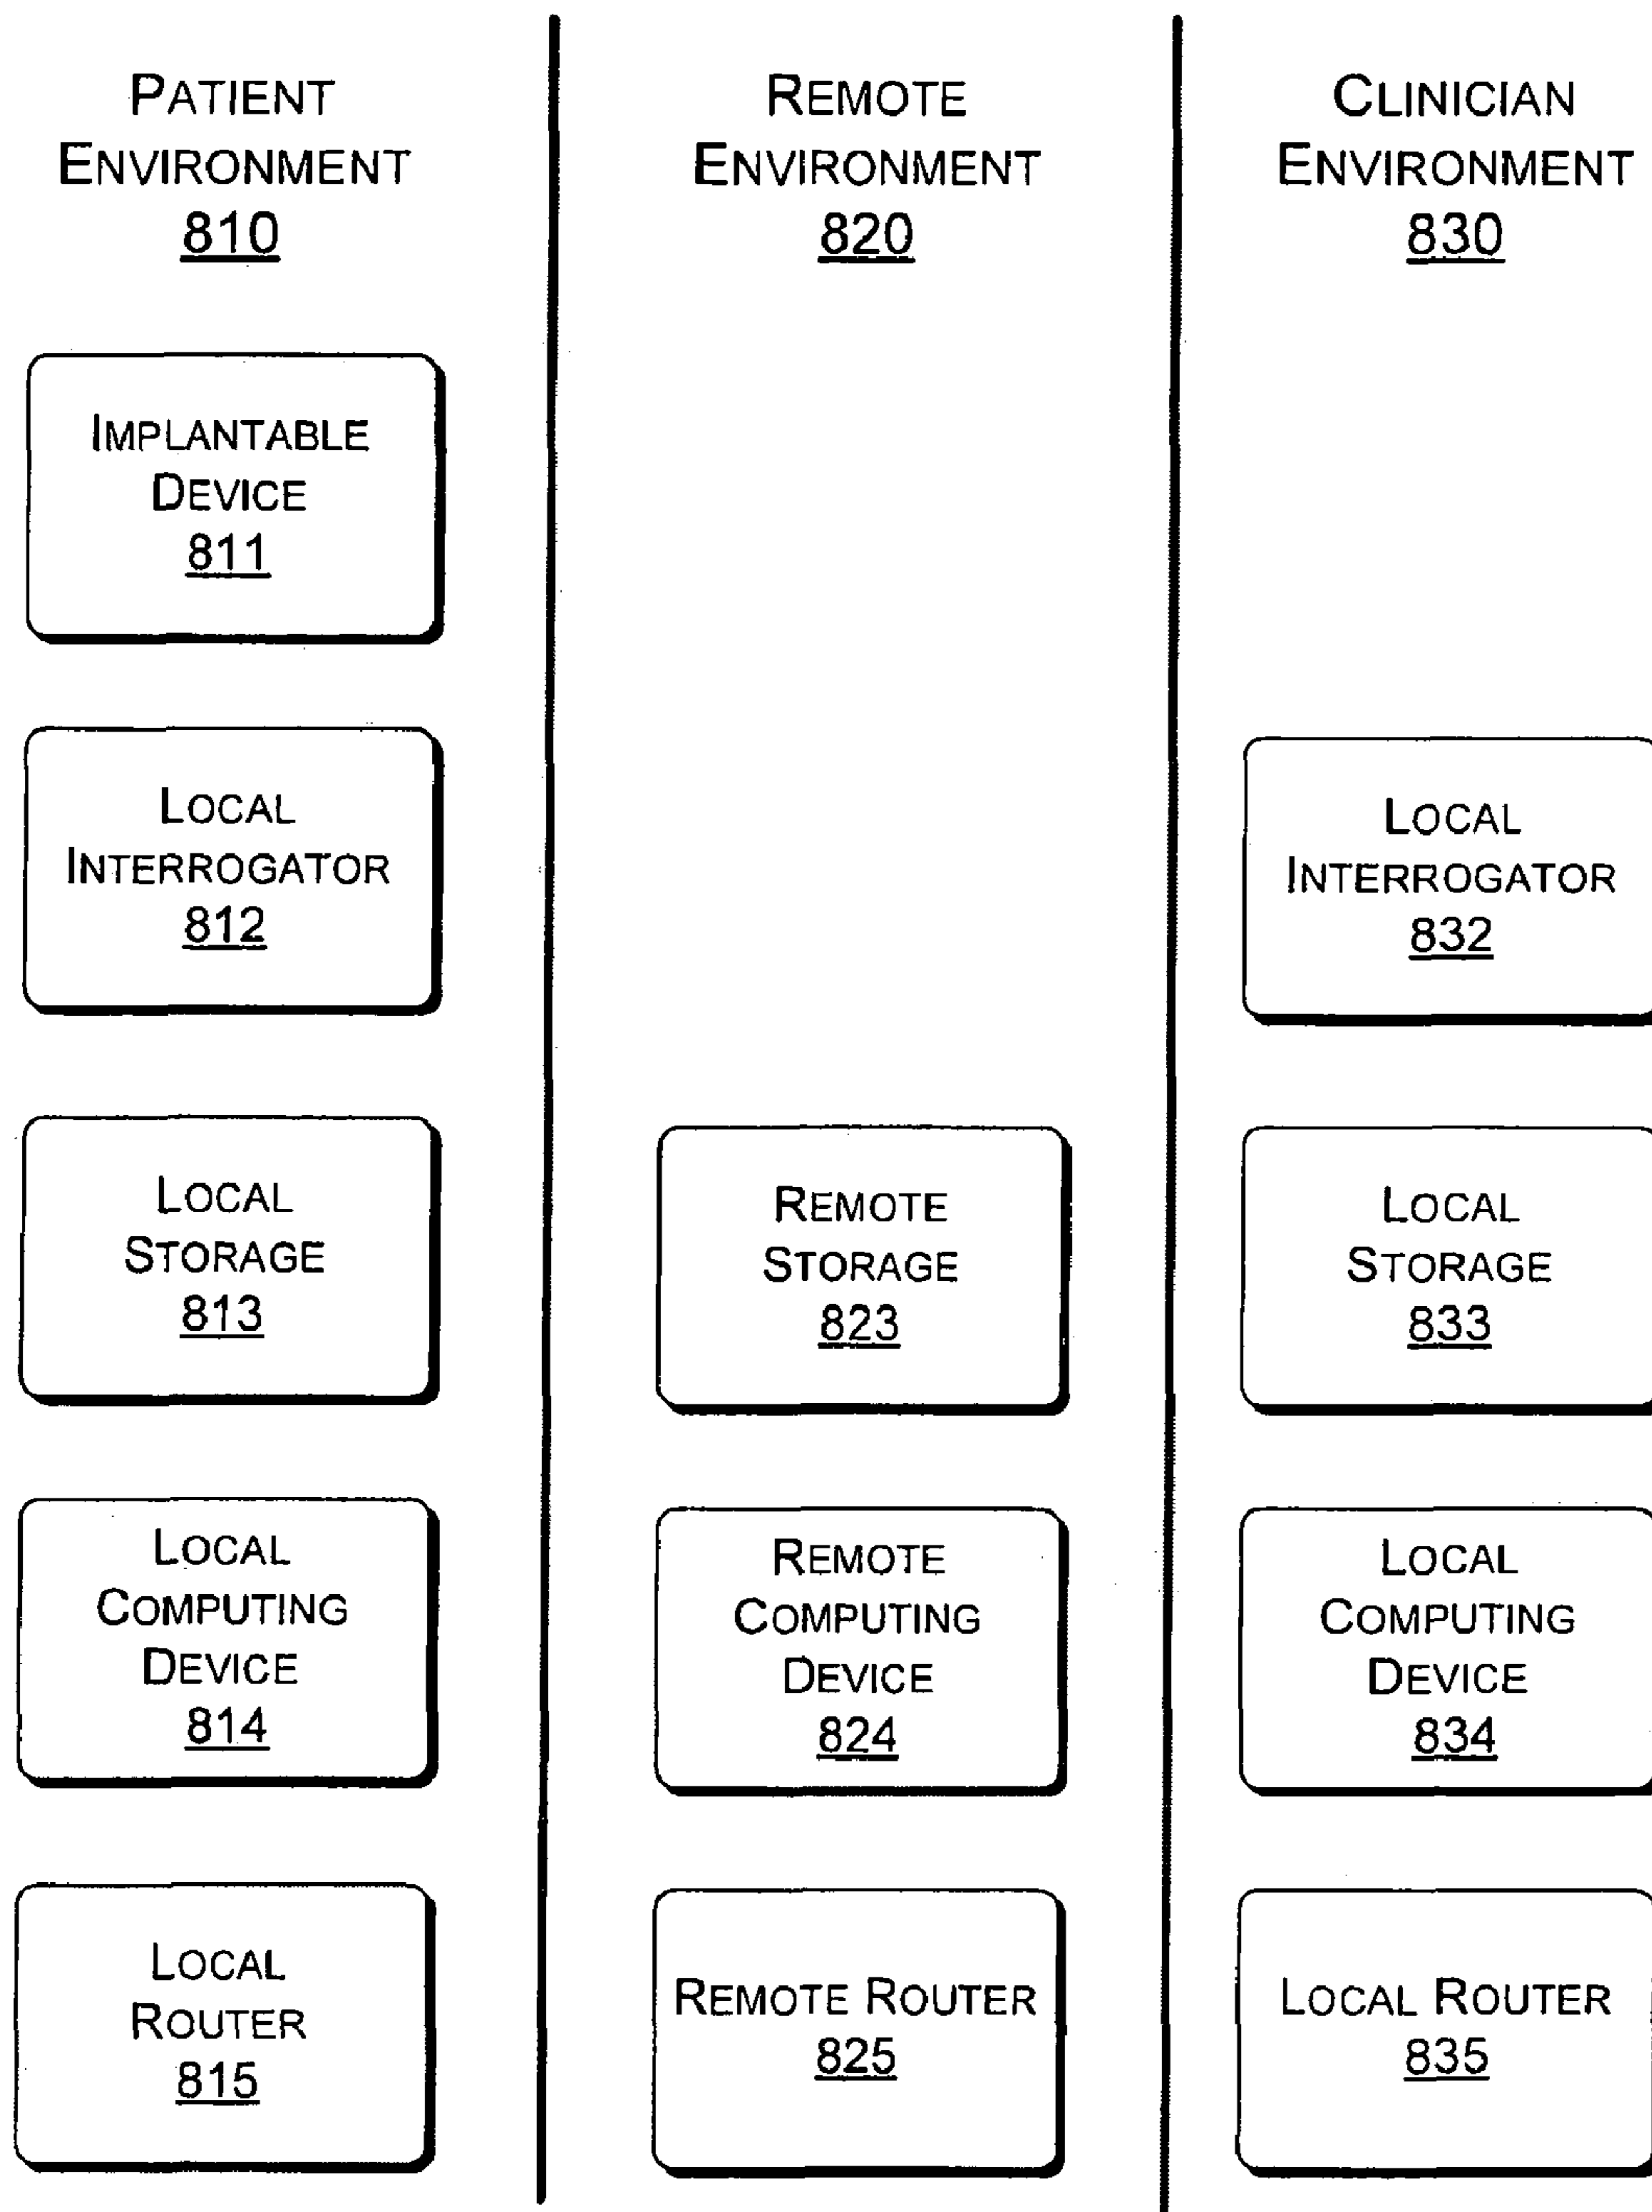 PATIENT
ENVIRONMENT
810
IMPLANTABLE
DEVICE
811
LOCAL
INTERROGATOR
812
LOCAL
STORAGE
813
LOCAL
COMPUTING
DEVICE
814
LOCAL
ROUTER
815
REMOTE
ENVIRONMENT
820
REMOTE
STORAGE
823
REMOTE
COMPUTING
DEVICE
824
REMOTE ROUTER
825
CLINICIAN
ENVIRONMENT
830
LOCAL
INTERROGATOR
832
LOCAL
STORAGE
833
LOCAL
COMPUTING
DEVICE
834
LOCAL ROUTER
835